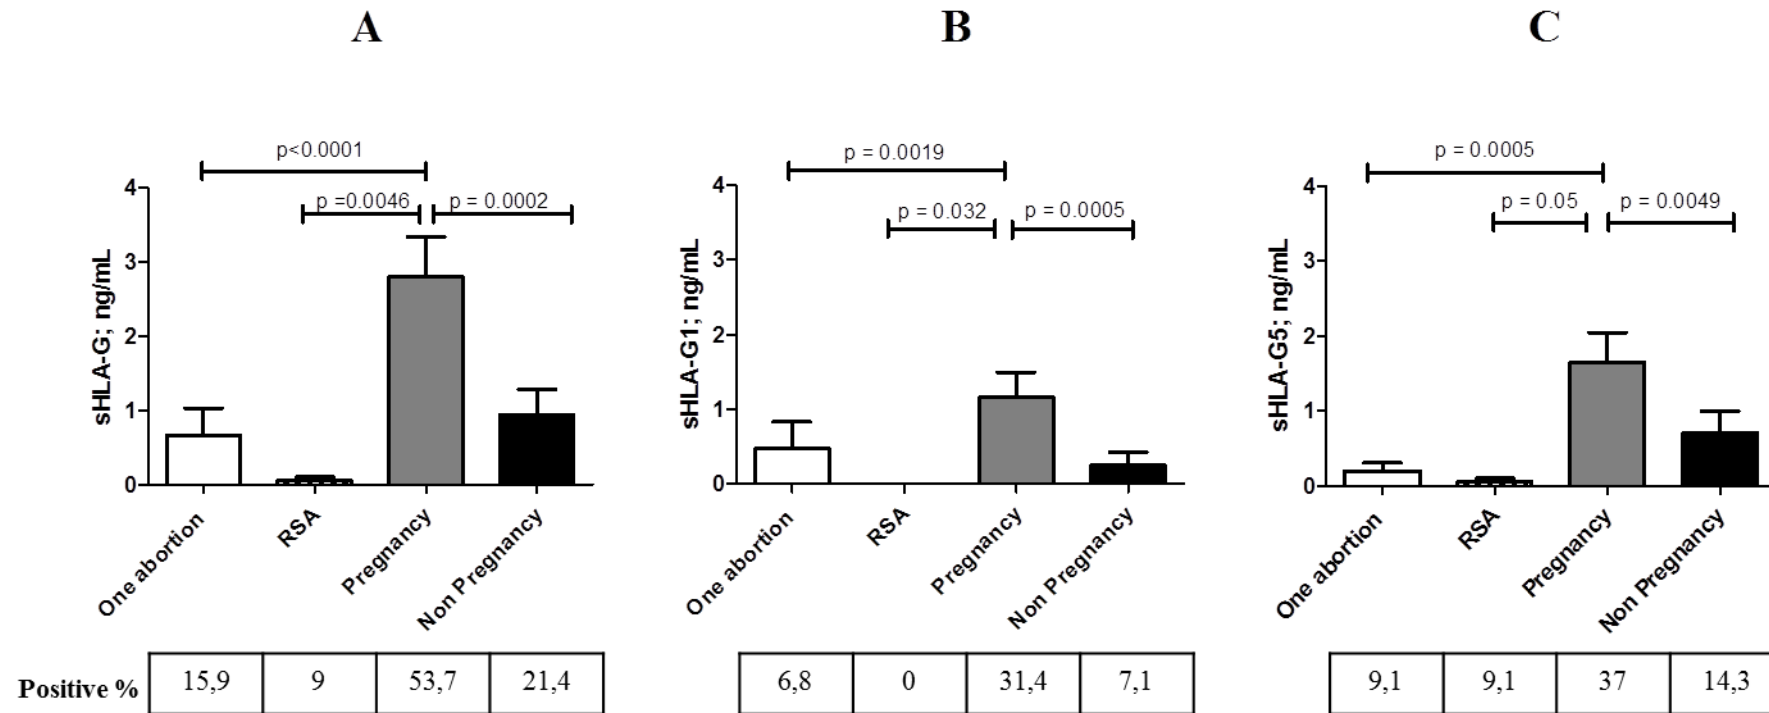 A
B
C
p<0.0001
p =0.0046
p = 0.0002
4
3
2
1
0
sHLA-G; ng/mL
One abortion
RSA
Pregnancy
Non Pregnancy
p = 0.0019
p = 0.032
p = 0.0005
4
3
2
1
0
sHLA-G1; ng/mL
One abortion
RSA
Pregnancy
Non Pregnancy
p = 0.0005
p = 0.05
p = 0.0049
4
3
2
1
0
sHLA-G5; ng/mL
One abortion
RSA
Pregnancy
Non Pregnancy
Positive % 15,9 9 53,7 21,4 6,8 0 31,4 7,1 9,1 9,1 37 14,3